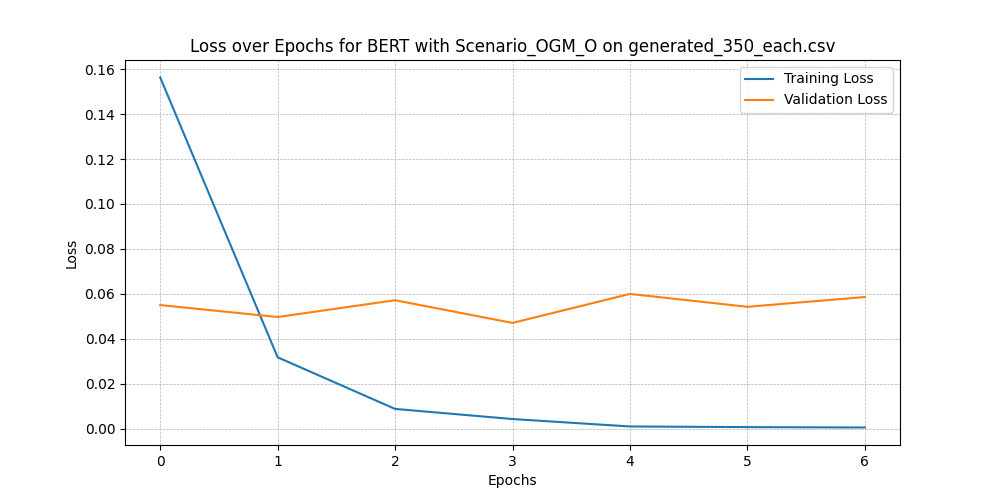 Loss over Epochs for BERT with Scenario_OGM_O on generated_350_each.csv
Training Loss
Validation Loss
0.16
0.14
0.12
0.10
0.08
0.06
0.04
0.02
0.00
Loss
0 1 2 3 4 5 6
Epochs